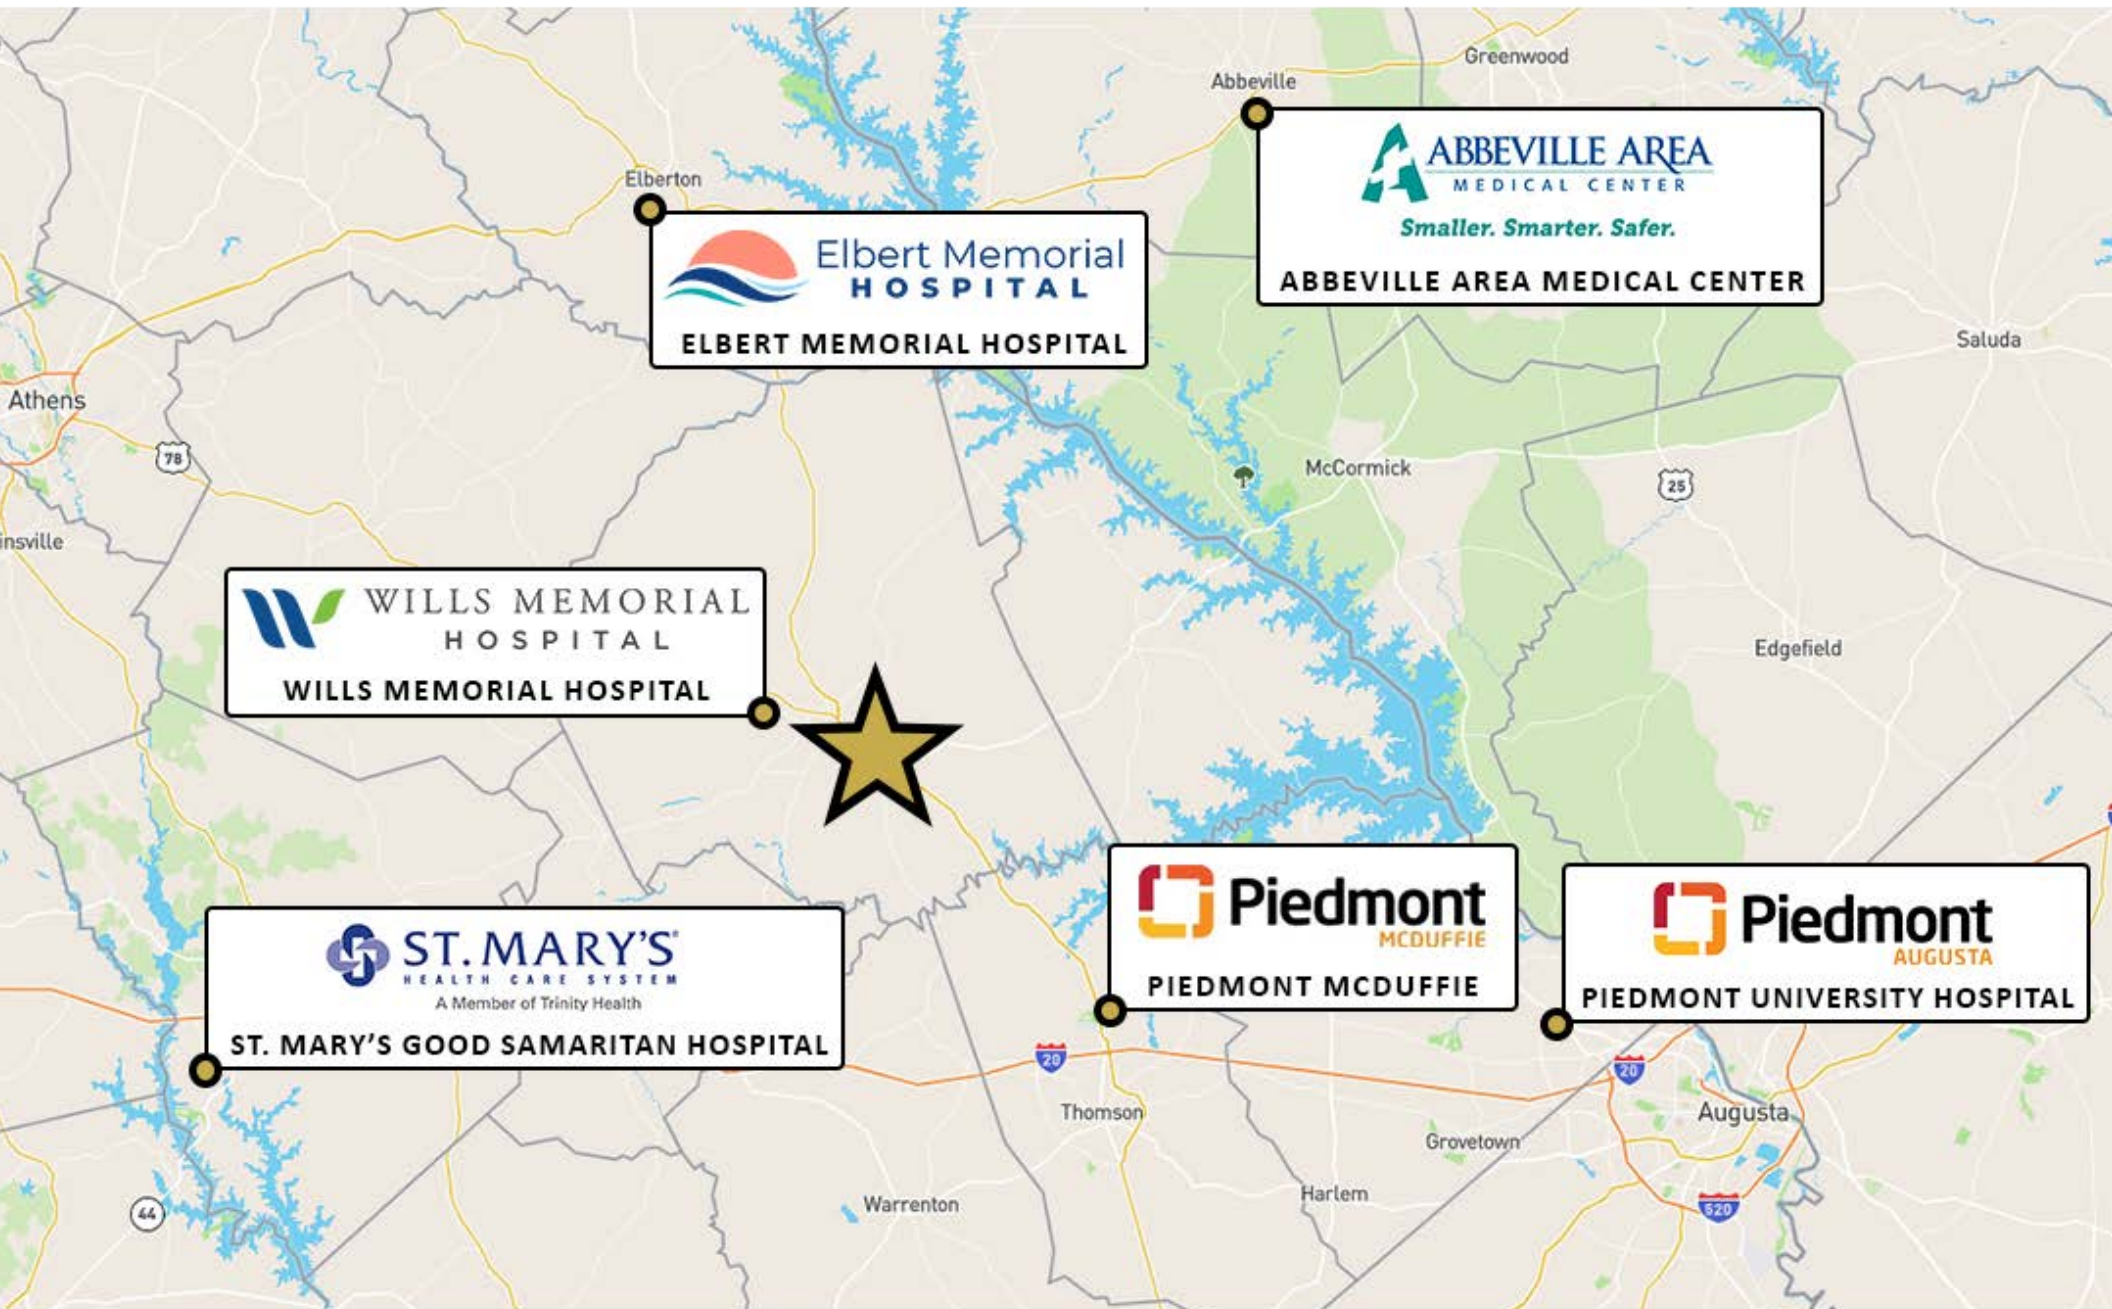 Greenwood
Abbeville
ABBEVILLE AREA
MEDICAL CENTER
Smaller. Smarter. Safer.
ABBEVILLE AREA MEDICAL CENTER
Elberton
Elbert Memorial
HOSPITAL
ELBERT MEMORIAL HOSPITAL
Saluda
Athens
78
McCormick
25
insville
WILLS MEMORIAL
HOSPITAL
WILLS MEMORIAL HOSPITAL
Edgefield
Piedmont
MCDUFFIE
PIEDMONT MCDUFFIE
Piedmont
AUGUSTA
PIEDMONT UNIVERSITY HOSPITAL
ST. MARY'S
HEALTH CARE SYSTEM
A Member of Trinity Health
ST. MARY'S GOOD SAMARITAN HOSPITAL
20
20
Thomson
Augusta
Grovetown
Harlem
Warrenton
44
520